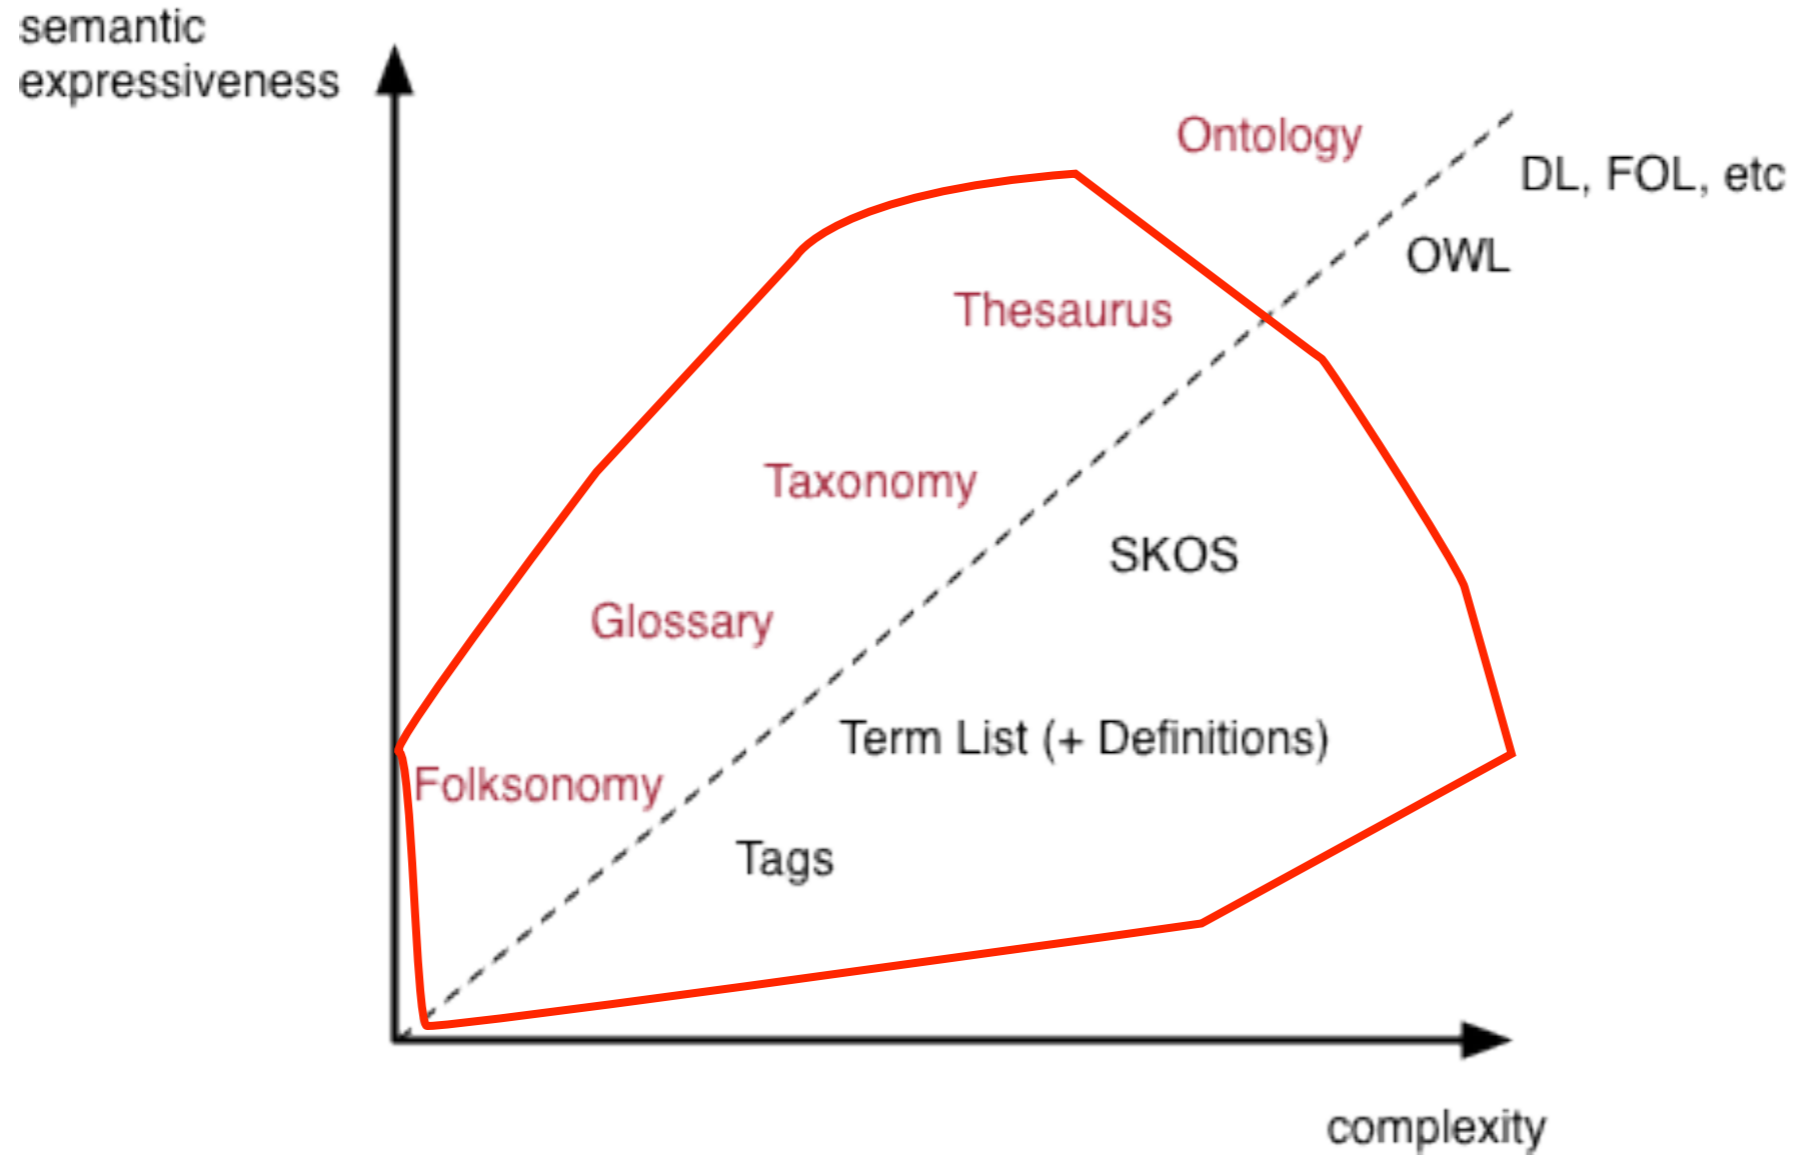 semantic
expressiveness
Ontology
DL, FOL, etc
OWL
Thesaurus
Taxonomy
SKOS
Glossary
Term List (+ Definitions)
Folksonomy
Tags
complexity